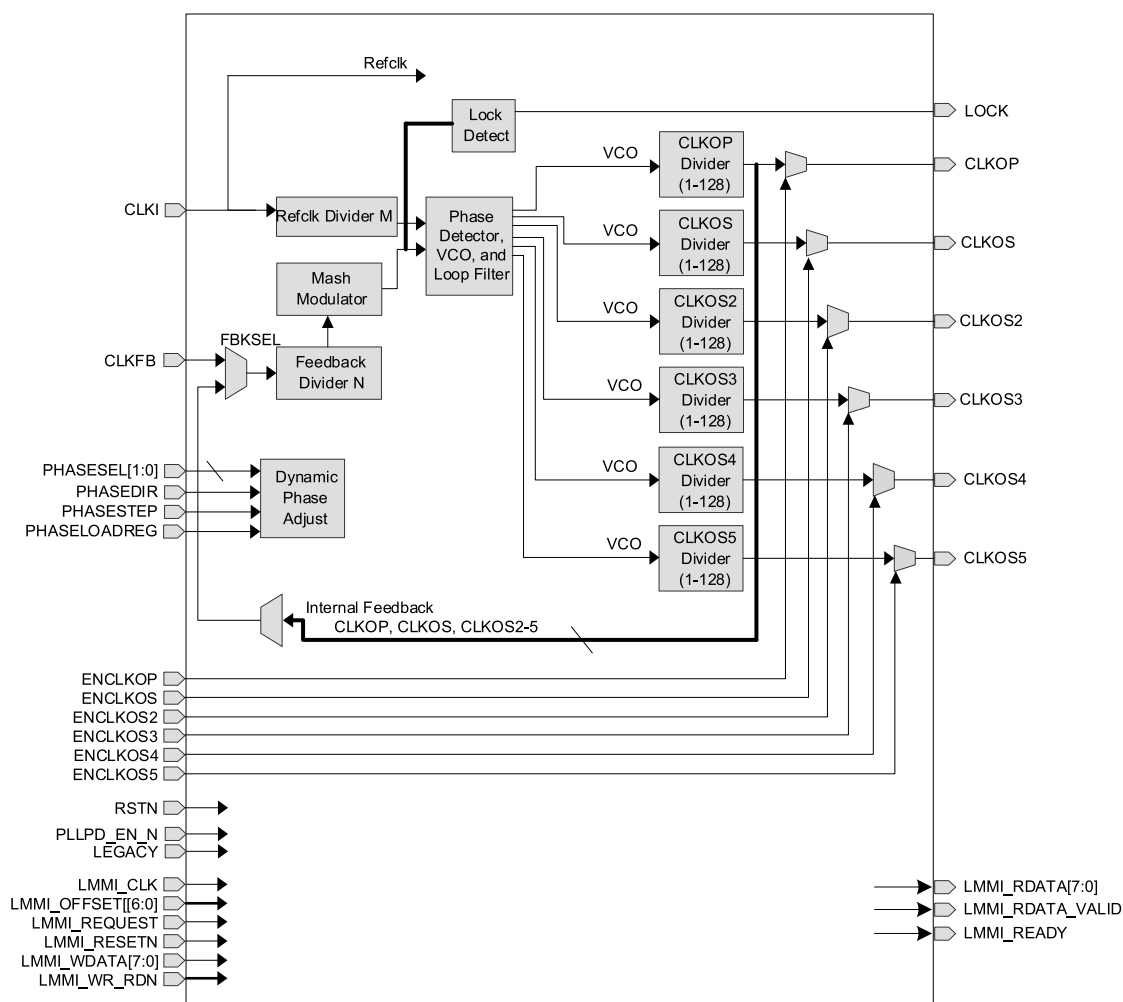 Refclk
Lock
Detect
LOCK
VCO
CLKOP
Divider
(1-128)
CLKOP
CLKI
Refclk Divider M
Phase
Detector,
VCO, and
Loop Filter
VCO
CLKOS
Divider
(1-128)
CLKOS
Mash
Modulator
VCO
CLKOS2
Divider
(1-128)
CLKOS2
FBKSEL
CLKFB
Feedback
Divider N
VCO
CLKOS3
Divider
(1-128)
CLKOS3
PHASESEL[1:0]
PHASEDIR
PHASESTEP
PHASELOADREG
Dynamic
Phase
Adjust
VCO
CLKOS4
Divider
(1-128)
CLKOS4
VCO
CLKOS5
Divider
(1-128)
CLKOS5
Internal Feedback
CLKOP, CLKOS, CLKOS2-5
ENCLKOP
ENCLKOS
ENCLKOS2
ENCLKOS3
ENCLKOS4
ENCLKOS5
RSTN
PLLPD_EN_N
LEGACY
LMMI_CLK
LMMI_OFFSET[[6:0]
LMMI_REQUEST
LMMI_RESETN
LMMI_WDATA[7:0]
LMMI_WR_RDN
LMMI_RDATA[7:0]
LMMI_RDATA_VALID
LMMI_READY